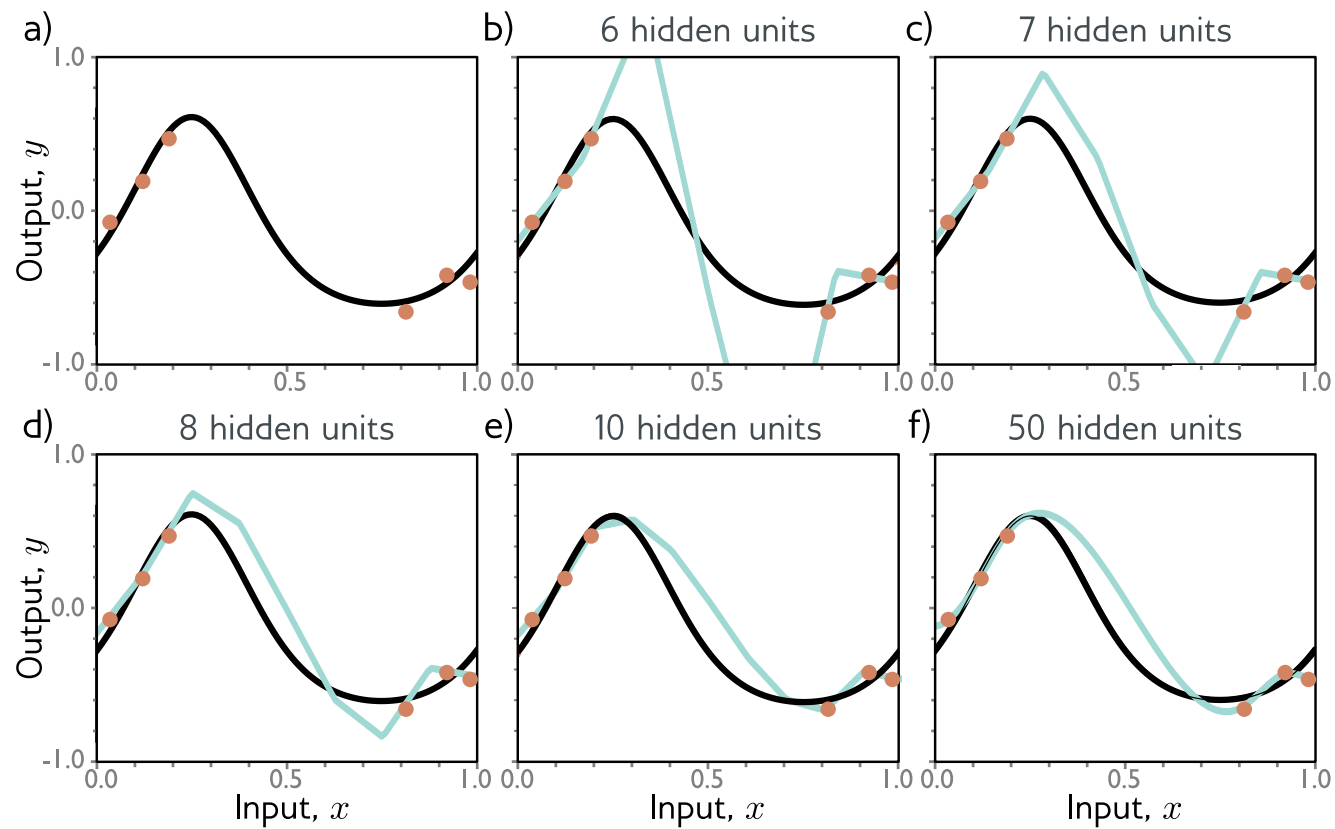 a)
1.0
0.0
-1.0
Output, y
0.0 0.5 1.0
b) 6 hidden units
0.0 0.5 1.0
c) 7 hidden units
0.0 0.5 1.0
d) 8 hidden units
1.0
0.0
-1.0
Output, y
0.0 0.5 1.0
Input, x
e) 10 hidden units
0.0 0.5 1.0
Input, x
f) 50 hidden units
0.0 0.5 1.0
Input, x